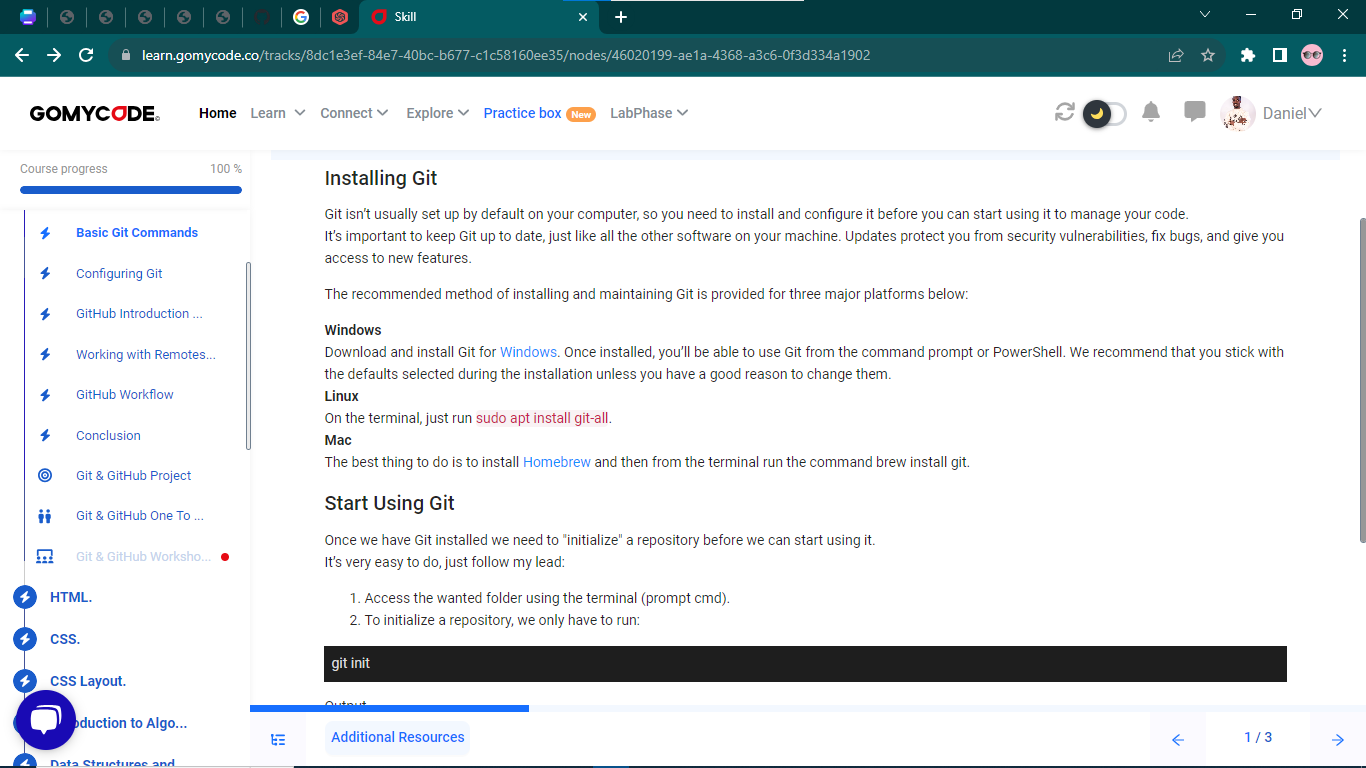 Skill
learn.gomycode.co/tracks/8dc1e3ef-84e7-40bc-b677-c1c58160ee35/nodes/46020199-ae1a-4368-a3c6-0f3d334a1902
GOMYCODE
Home
Learn
Connect
Explore
Practice box New
LabPhase
Daniel
Course progress 100 %
Basic Git Commands
Configuring Git
GitHub Introduction ...
Working with Remotes...
GitHub Workflow
Conclusion
Git & GitHub Project
Git & GitHub One To ...
Git & GitHub Worksho...
HTML.
CSS.
CSS Layout.
oduction to Algo...
Data Structures and
Installing Git
Git isn’t usually set up by default on your computer, so you need to install and configure it before you can start using it to manage your code.
It’s important to keep Git up to date, just like all the other software on your machine. Updates protect you from security vulnerabilities, fix bugs, and give you
access to new features.
The recommended method of installing and maintaining Git is provided for three major platforms below:
Windows
Download and install Git for Windows. Once installed, you’ll be able to use Git from the command prompt or PowerShell. We recommend that you stick with
the defaults selected during the installation unless you have a good reason to change them.
Linux
On the terminal, just run sudo apt install git-all.
Mac
The best thing to do is to install Homebrew and then from the terminal run the command brew install git.
Start Using Git
Once we have Git installed we need to "initialize" a repository before we can start using it.
It’s very easy to do, just follow my lead:
1. Access the wanted folder using the terminal (prompt cmd).
2. To initialize a repository, we only have to run:
git init
Output
Additional Resources
1 / 3